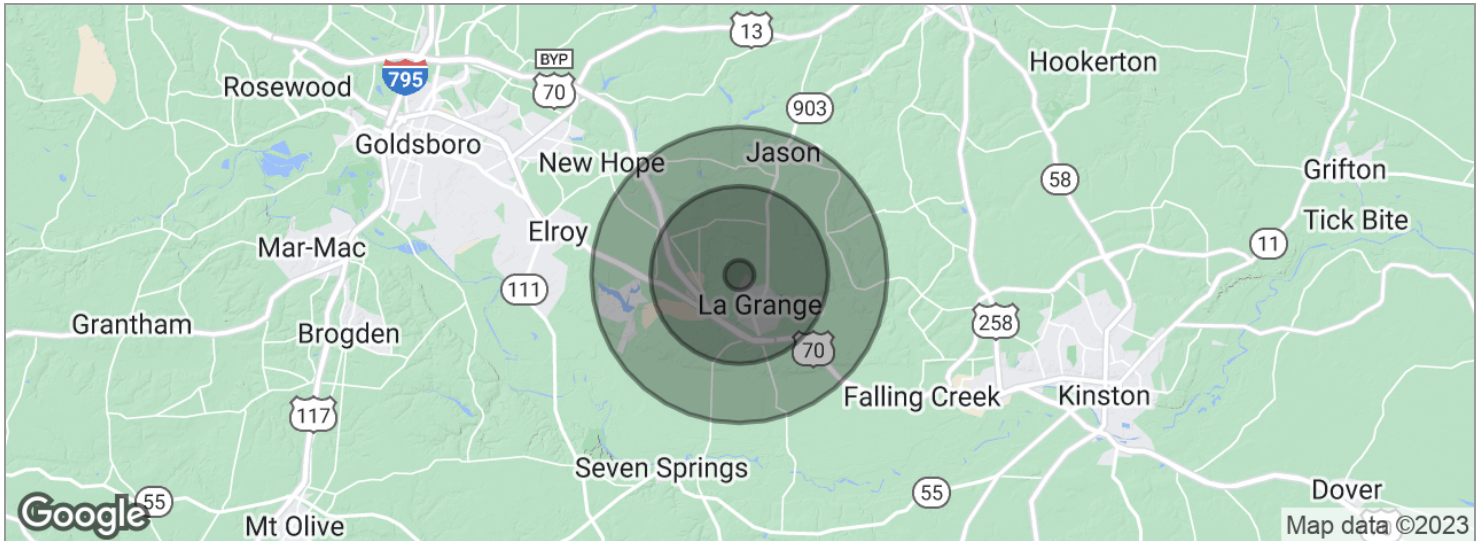 13
Hookerton
BYP
795
70
Rosewood
903
Goldsboro
New Hope
Jason
Grifton
58
Tick Bite
Elroy
Mar-Mac
11
111
La Grange
Grantham
Brogden
258
70
Falling Creek
Kinston
117
Seven Springs
55
55
Dover
Google
Mt Olive
Map data ©2023